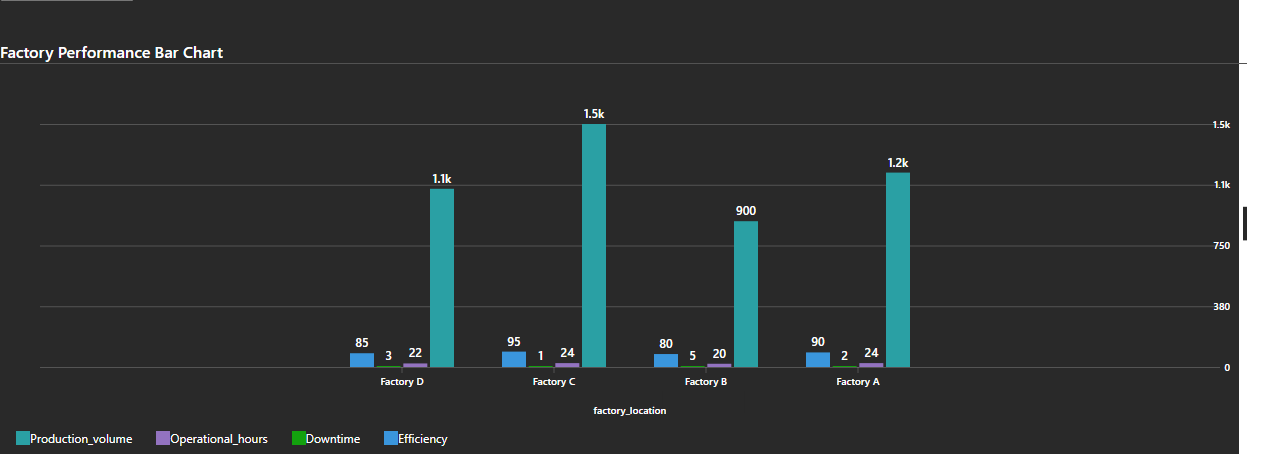 Factory Performance Bar Chart
1.5k
1.5k
1.2k
1.1k
1.1k
900
750
380
85 3 22
95 1 24
80 5 20
90 2 24
0
Factory D Factory C Factory B Factory A
factory_location
Production_volume Operational_hours Downtime Efficiency